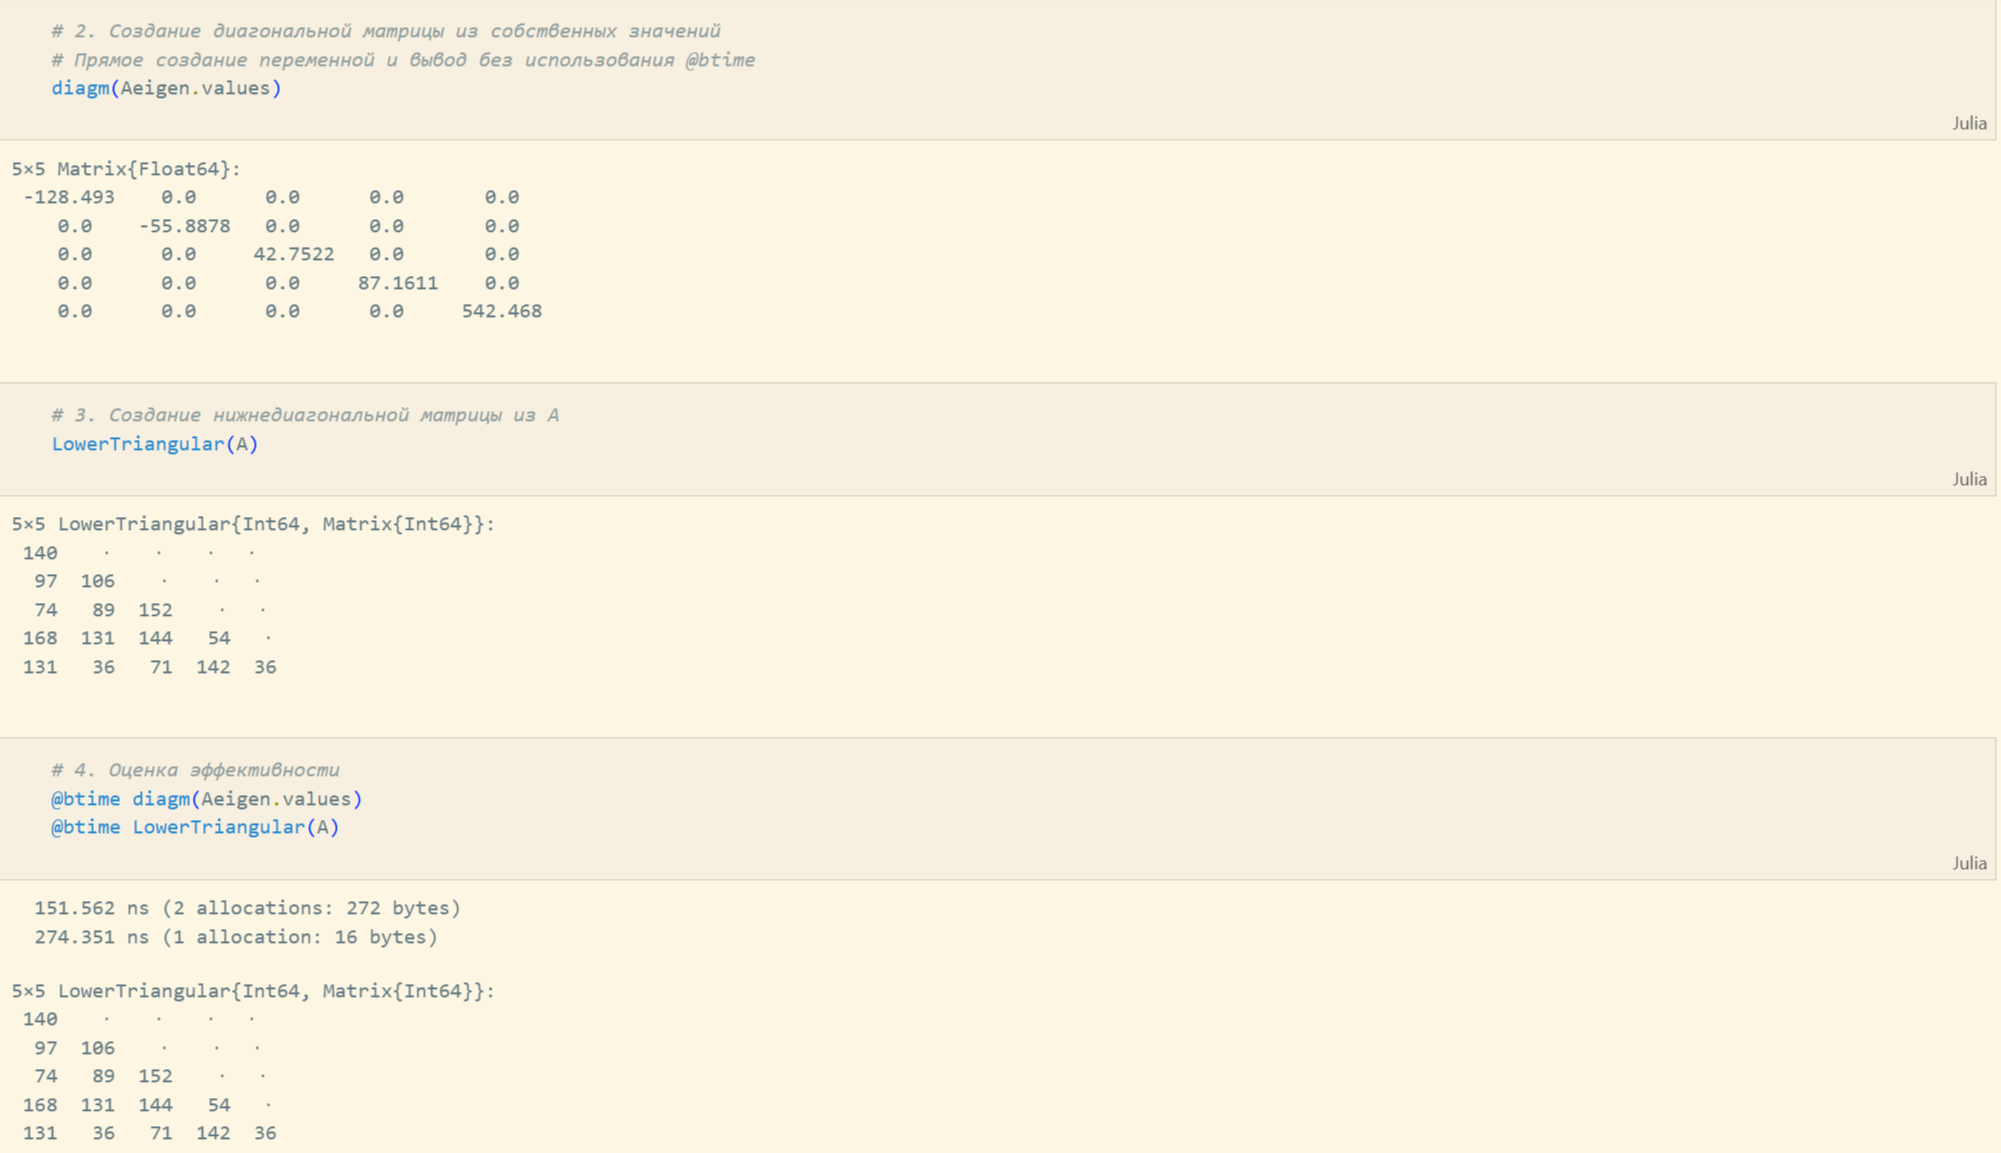 # 2. Создание диагональной матрицы из собственных значений
# Прямое создание переменной и вывод без использования @btime
diagm(Aeigen.values)
Julia
5×5 Matrix{Float64}:
-128.493 0.0 0.0 0.0 0.0
0.0 -55.8878 0.0 0.0 0.0
0.0 0.0 42.7522 0.0 0.0
0.0 0.0 0.0 87.1611 0.0
0.0 0.0 0.0 0.0 542.468
# 3. Создание нижнедиагональной матрицы из A
LowerTriangular(A)
Julia
5×5 LowerTriangular{Int64, Matrix{Int64}}:
140 · · · ·
97 106 · · ·
74 89 152 · ·
168 131 144 54 ·
131 36 71 142 36
# 4. Оценка эффективности
@btime diagm(Aeigen.values)
@btime LowerTriangular(A)
Julia
151.562 ns (2 allocations: 272 bytes)
274.351 ns (1 allocation: 16 bytes)
5×5 LowerTriangular{Int64, Matrix{Int64}}:
140 · · · ·
97 106 · · ·
74 89 152 · ·
168 131 144 54 ·
131 36 71 142 36